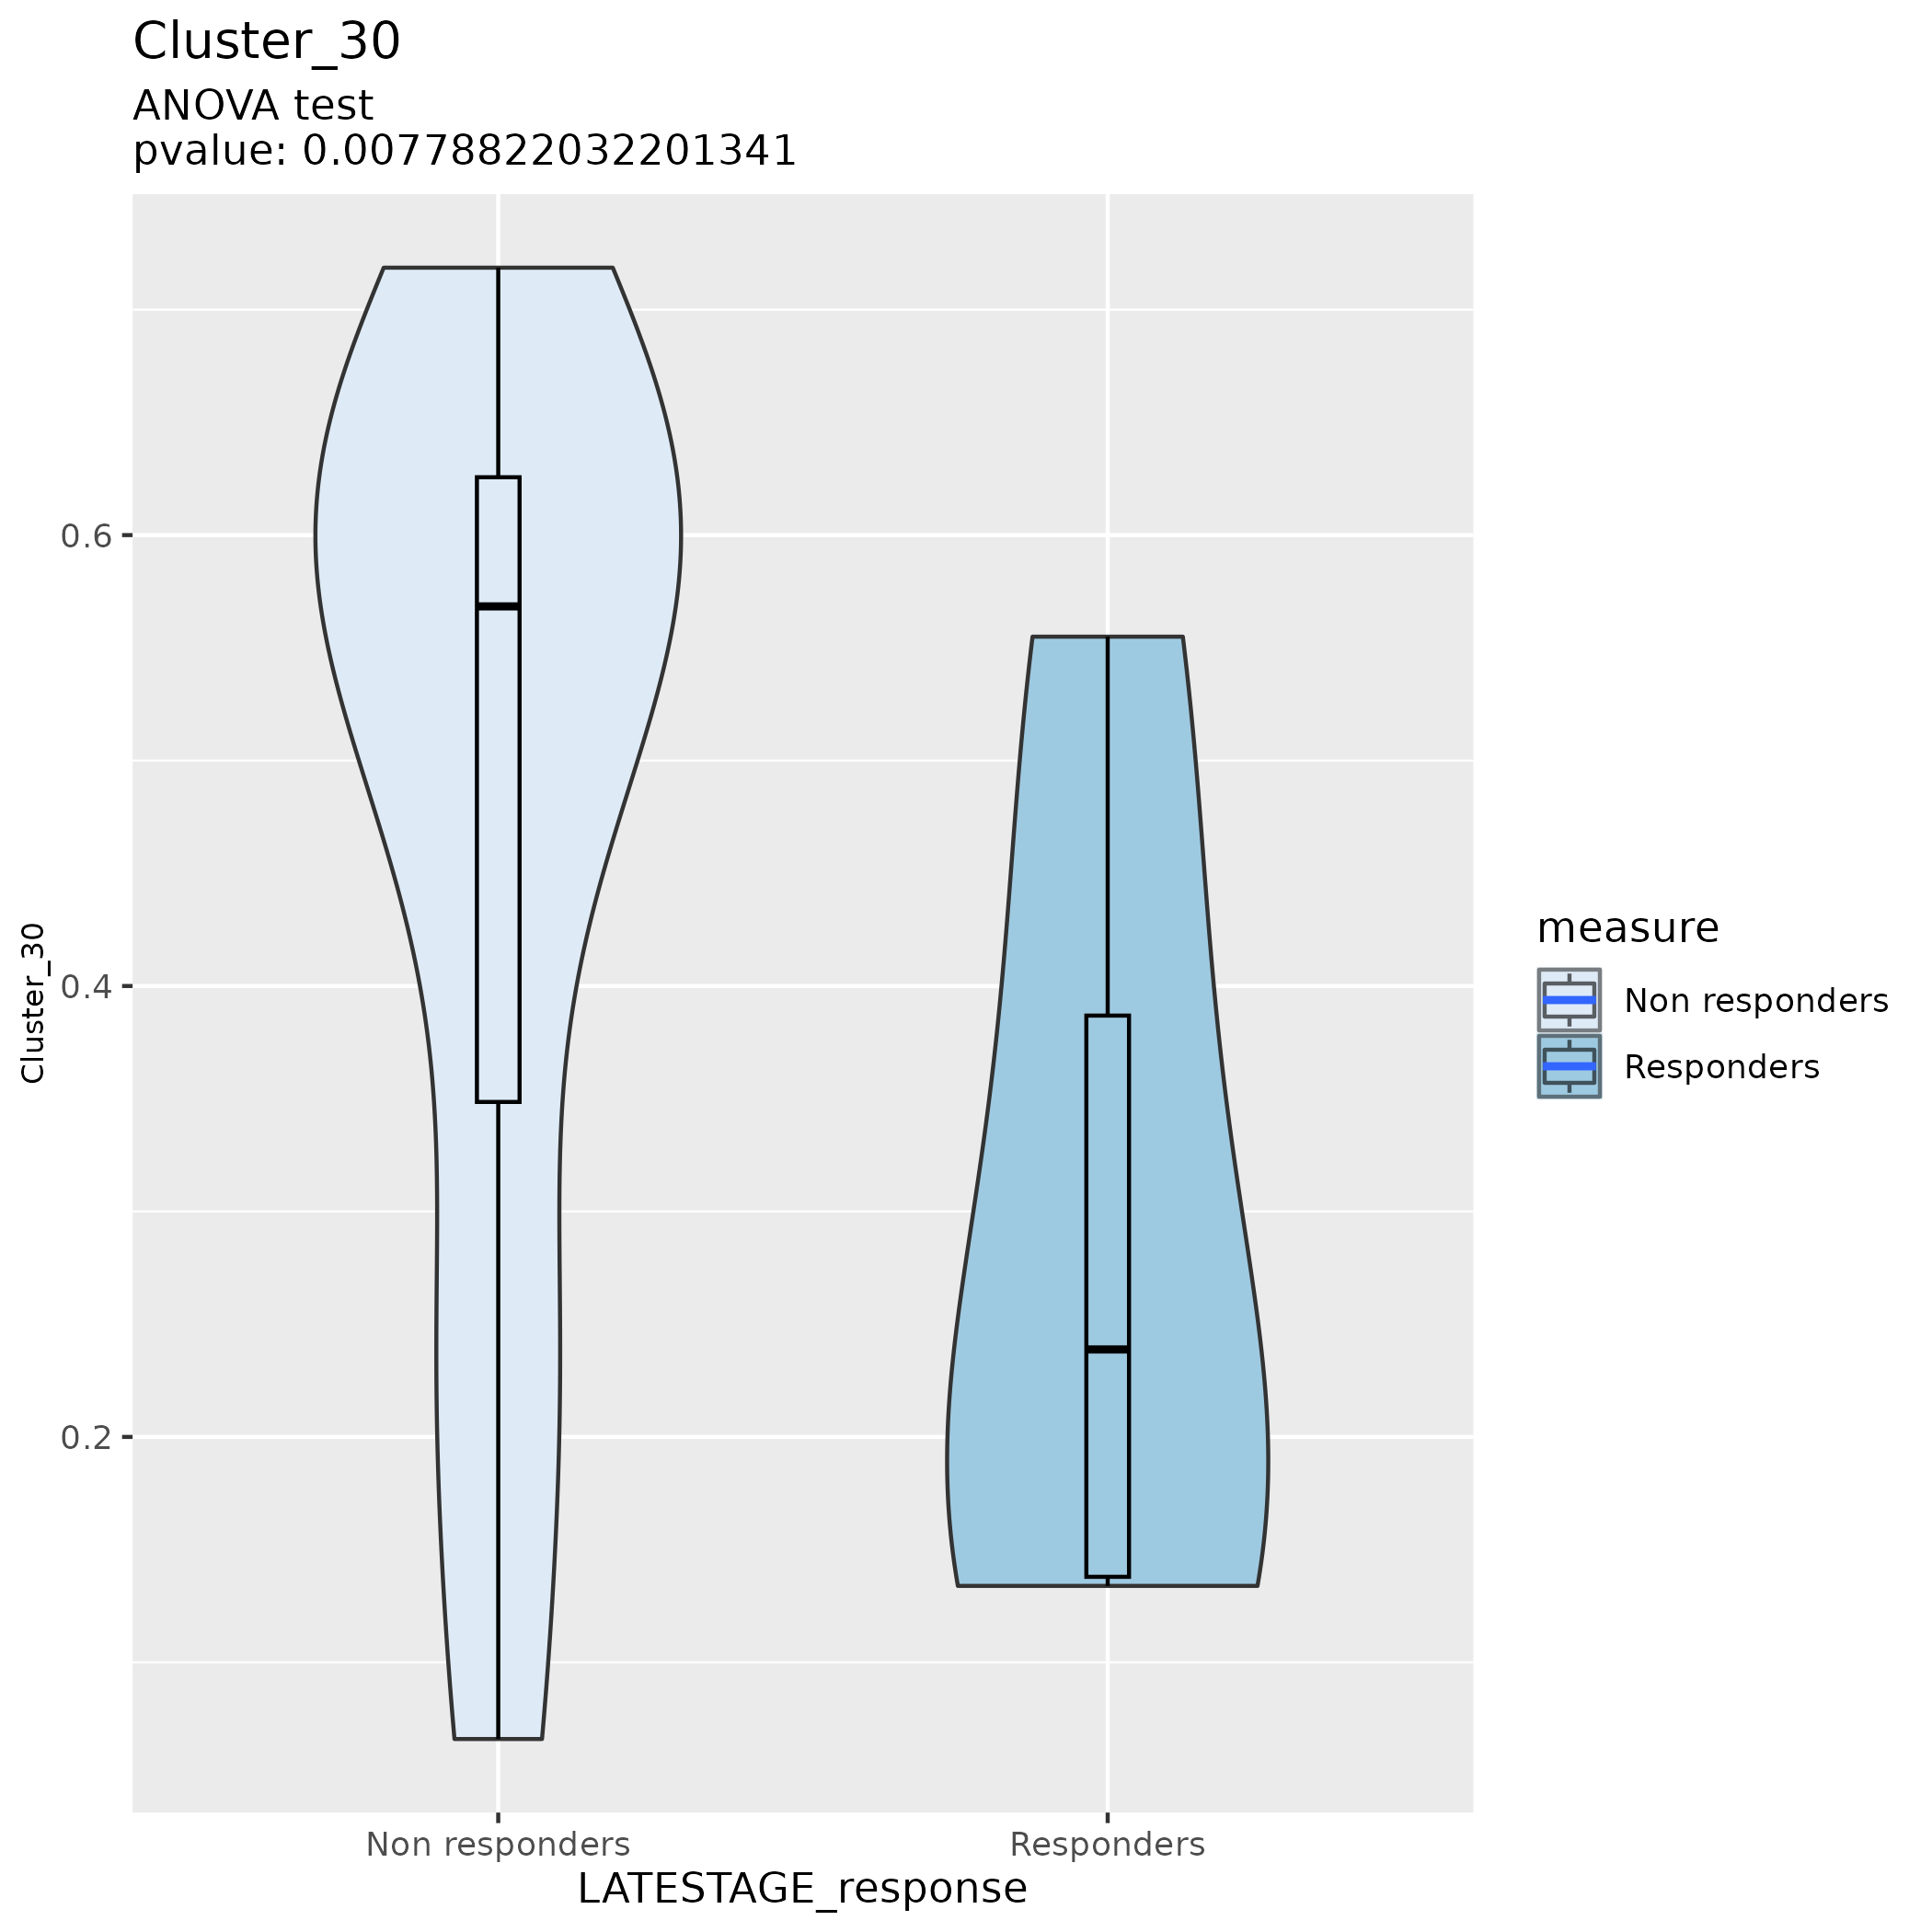 Cluster_30
ANOVA test
pvalue: 0.00778822032201341
Cluster_30
0.6
0.4
0.2
Non responders
Responders
LATESTAGE_response
measure
Non responders
Responders